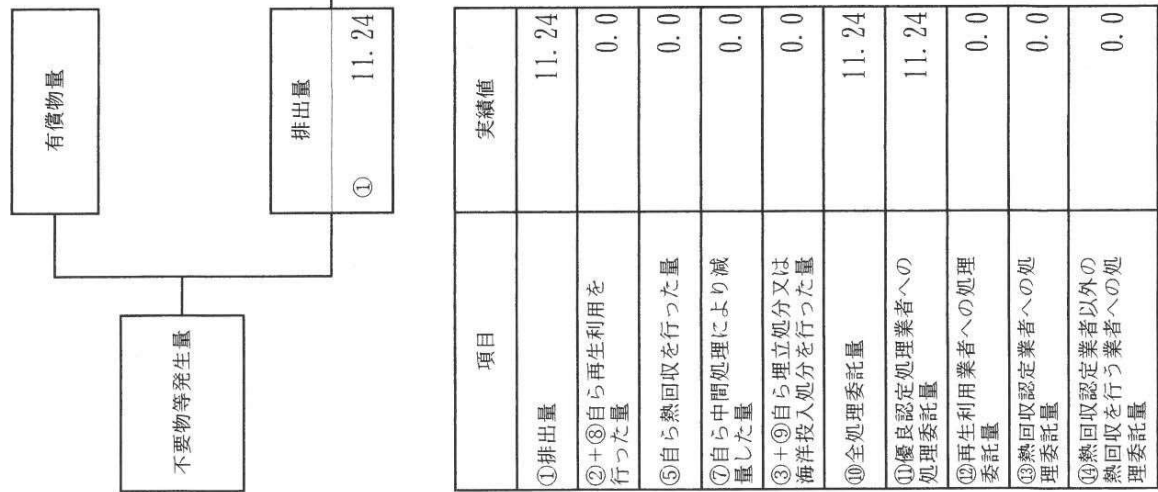 有償物量
不要物等発生量
排出量
① 11.24
項目 実績値
①排出量 11.24
②+⑧自ら再生利用を
行った量 0.0
⑤自ら熱回収を行った量 0.0
⑦自ら中間処理により減
量した量 0.0
③+⑨自ら埋立処分又は
海洋投入処分を行った量 0.0
⑩全処理委託量 11.24
⑪優良認定処理業者への
処理委託量 11.24
⑫再生利用業者への処理
委託量 0.0
⑬熱回収認定業者への処
理委託量 0.0
⑭熱回収認定業者以外の
熱回収を行う業者への処
理委託量 0.0